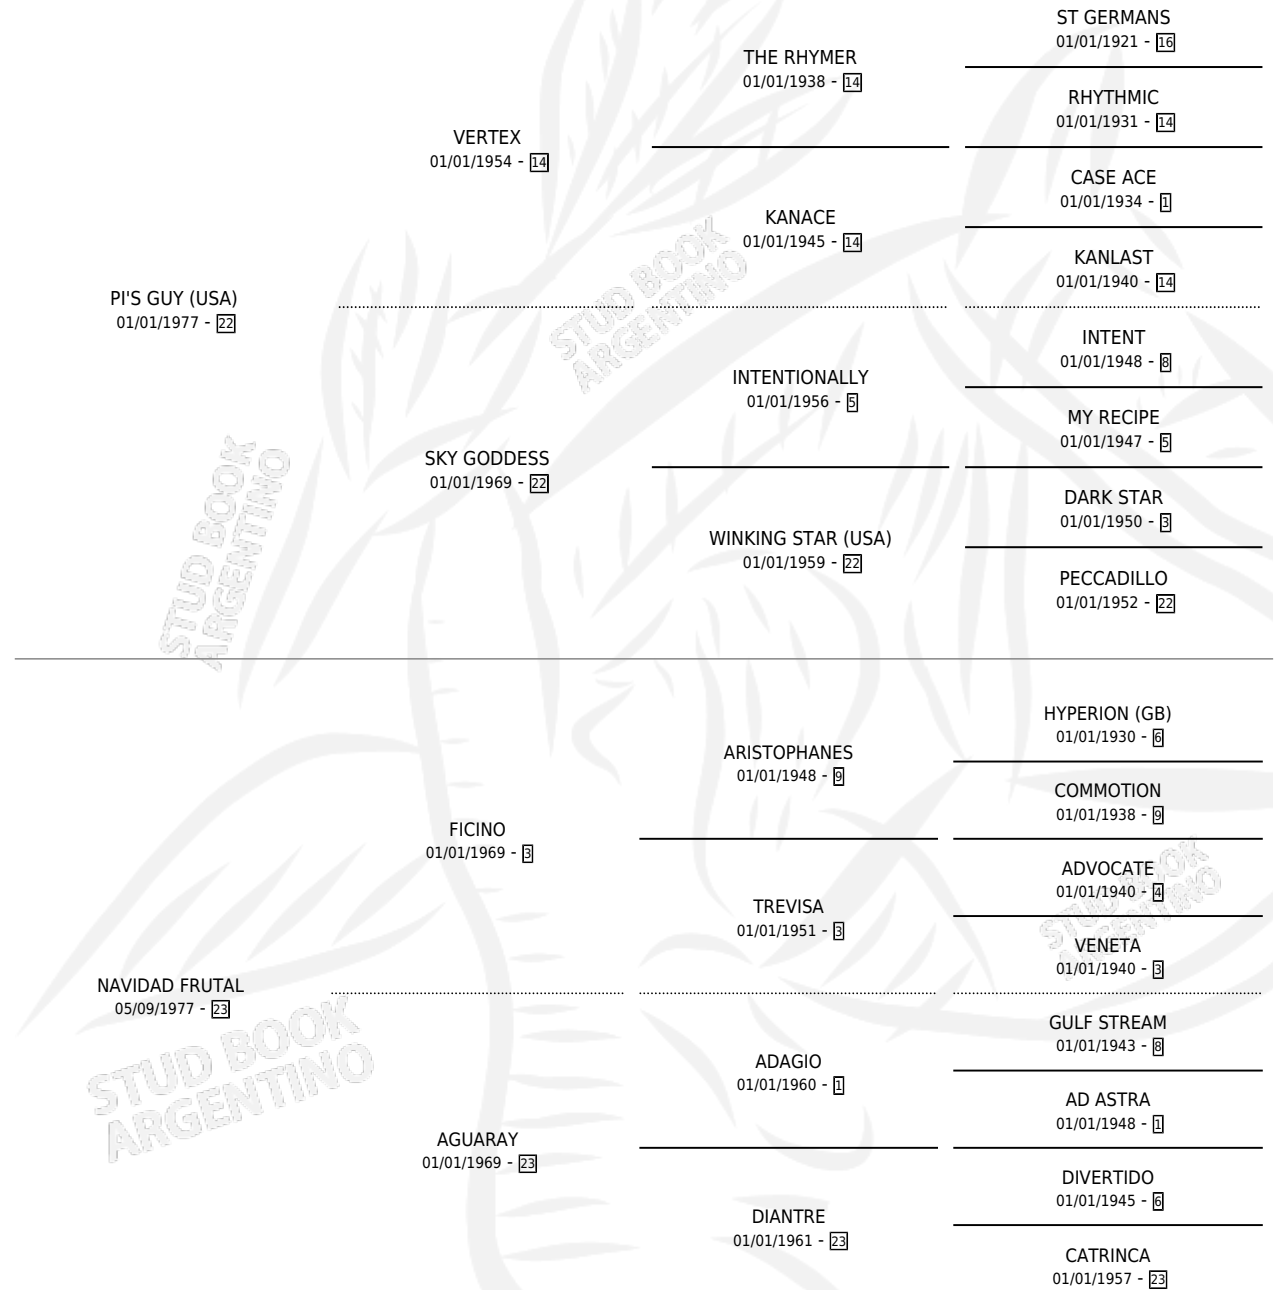 ST GERMANS
01/01/1921 - 16
THE RHYMER
01/01/1938 - 14
RHYTHMIC
01/01/1931 - 14
VERTEX
01/01/1954 - 14
CASE ACE
01/01/1934 - 1
KANACE
01/01/1945 - 14
KANLAST
01/01/1940 - 14
PI'S GUY (USA)
01/01/1977 - 22
STUD BOOK
ARGENTINO
INTENT
01/01/1948 - 8
INTENTIONALLY
01/01/1956 - 5
MY RECIPE
01/01/1947 - 5
SKY GODDESS
01/01/1969 - 22
DARK STAR
01/01/1950 - 3
WINKING STAR (USA)
01/01/1959 - 22
PECCADILLO
01/01/1952 - 22
STUD BOOK
ARGENTINO
HYPERION (GB)
01/01/1930 - 6
ARISTOPHANES
01/01/1948 - 9
COMMOTION
01/01/1938 - 9
FICINO
01/01/1969 - 3
ADVOCATE
01/01/1940 - 4
TREVISA
01/01/1951 - 3
VENETA
01/01/1940 - 3
STUD BOOK
ARGENTINO
NAVIDAD FRUTAL
05/09/1977 - 23
GULF STREAM
01/01/1943 - 8
ADAGIO
01/01/1960 - 1
AD ASTRA
01/01/1948 - 1
STUD BOOK
ARGENTINO
AGUARAY
01/01/1969 - 23
DIVERTIDO
01/01/1945 - 6
DIANTRE
01/01/1961 - 23
CATRINCA
01/01/1957 - 23